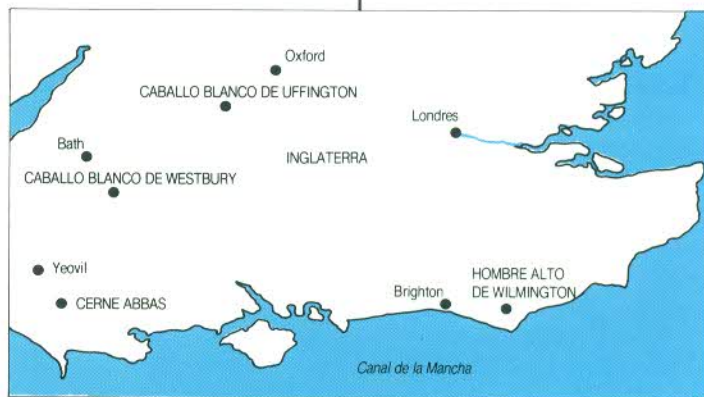 Oxford
CABALLO BLANCO DE UFFINGTON
Londres
Bath
INGLATERRA
CABALLO BLANCO DE WESTBURY
Yeovil
CERNE ABBAS
Brighton
HOMBRE ALTO
DE WILMINGTON
Canal de la Mancha